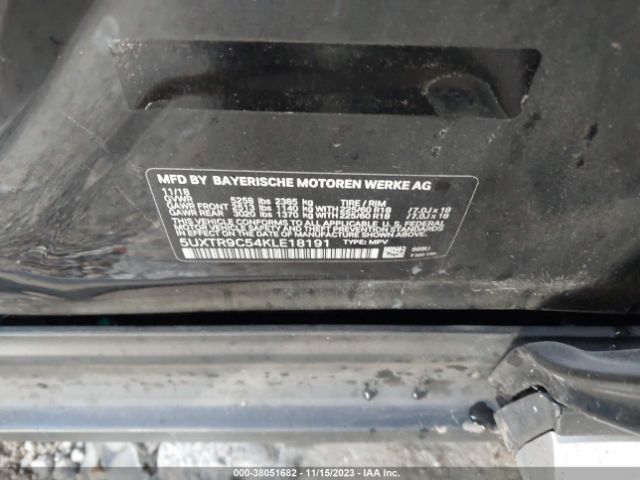 MFD BY BAYERISCHE MOTOREN WERKE AG
11/18
GVWR 5258 lbs 2385 kg TIRE / RIM
GAWR FRONT 2513 lbs 1140 kg WITH 225/60 R18 /7.0J x 18
GAWR REAR 3020 lbs 1370 kg WITH 225/60 R18 /7.0J x 18
THIS VEHICLE CONFORMS TO ALL APPLICABLE U. S. FEDERAL
MOTOR VEHICLE SAFETY AND THEFT PREVENTION STANDARDS
IN EFFECT ON THE DATE OF MANUFACTURE SHOWN ABOVE.
5UXTR9C54KLE18191 TYPE: MPV
00-38051682 — 11/15/2023 — IAA Inc.